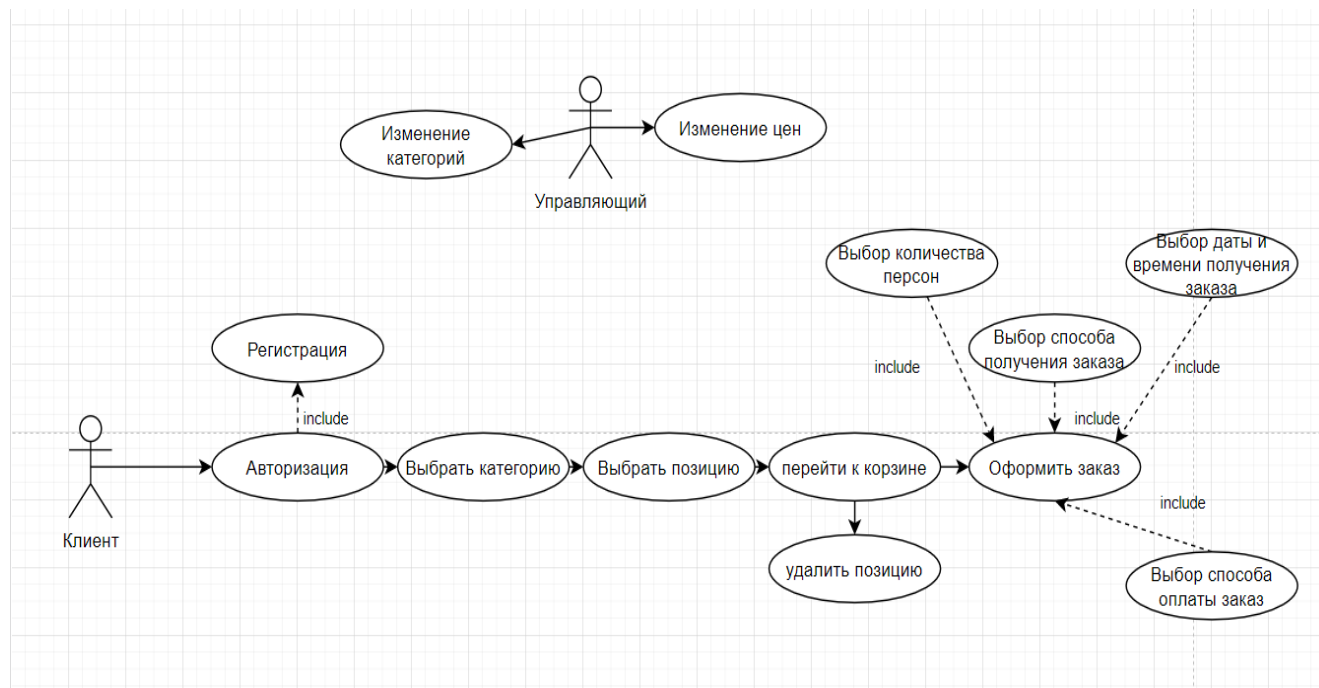 Изменение
категорий
Изменение цен
Управляющий
Выбор количества
персон
Выбор даты и
времени получения
заказа
Регистрация
Выбор способа
получения заказа
include
include
include
include
Авторизация
Выбрать категорию
Выбрать позицию
перейти к корзине
Оформить заказ
include
Клиент
удалить позицию
Выбор способа
оплаты заказ